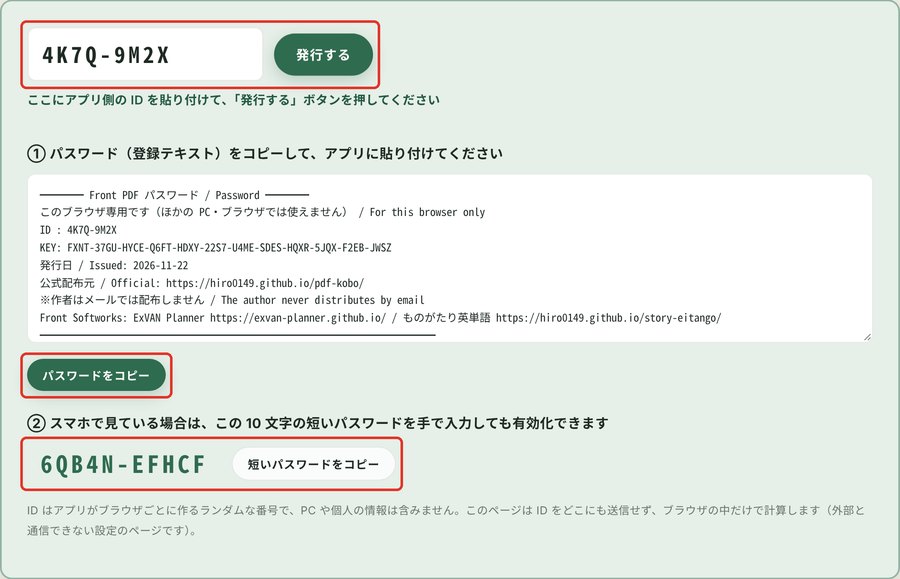 4K7Q-9M2X
発行する
ここにアプリ側の ID を貼り付けて、「発行する」ボタンを押してください
① パスワード（登録テキスト）をコピーして、アプリに貼り付けてください
──── Front PDF パスワード / Password ────
このブラウザ専用です（ほかの PC・ブラウザでは使えません） / For this browser only
ID : 4K7Q-9M2X
KEY: FXNT-37GU-HYCE-Q6FT-HDXY-22S7-U4ME-SDES-HQXR-5JQX-F2EB-JWSZ
発行日 / Issued: 2026-11-22
公式配布元 / Official: https://hiro0149.github.io/pdf-kobo/
※作者はメールでは配布しません / The author never distributes by email
Front Softworks: ExVAN Planner https://exvan-planner.github.io/ / ものがたり英単語 https://hiro0149.github.io/story-eitango/
パスワードをコピー
② スマホで見ている場合は、この 10 文字の短いパスワードを手で入力しても有効化できます
6QB4N-EFHCF
短いパスワードをコピー
ID はアプリがブラウザごとに作るランダムな番号で、PC や個人の情報は含みません。このページは ID をどこにも送信せず、ブラウザの中だけで計算します（外部と
通信できない設定のページです）。